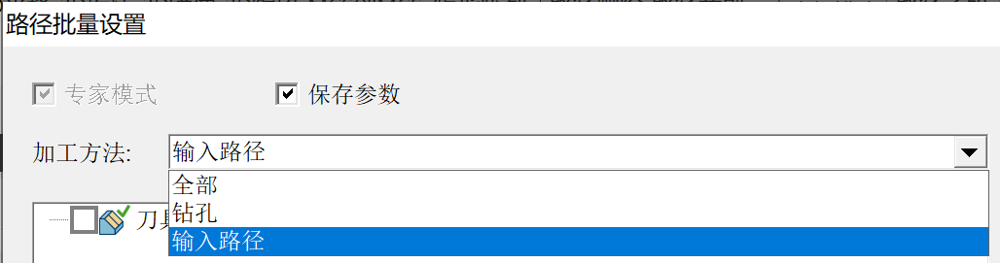 路径批量设置
专家模式 保存参数
加工方法: 输入路径
全部
钻孔
输入路径